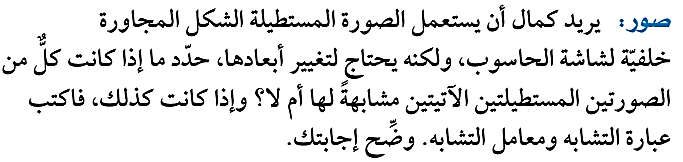 صور: يريد كمال أن يستعمل الصورة المستطيلة الشكل المجاورة
خلفيّة لشاشة الحاسوب، ولكنه يحتاج لتغيير أبعادها، حدّد ما إذا كانت كلٌّ من
الصورتين المستطيلتين الآتيتين مشابهةً لها أم لا؟ وإذا كانت كذلك، فاكتب
عبارة التشابه ومعامل التشابه. وضِّح إجابتك.